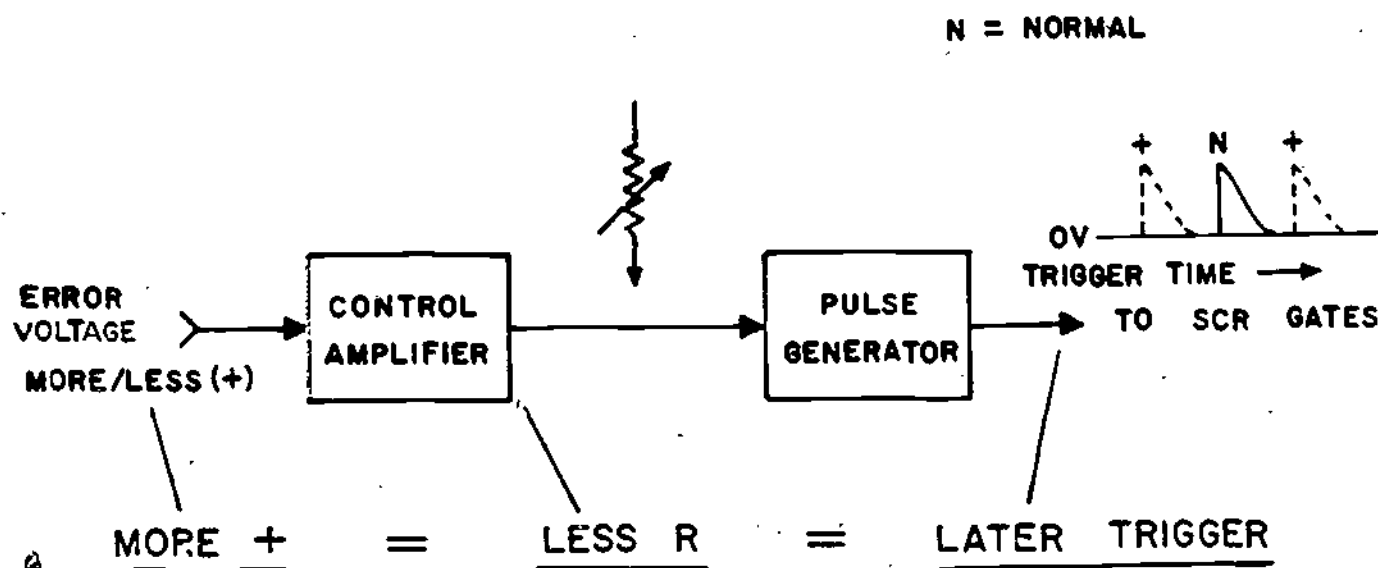 N = NORMAL
+ N +
OV
TRIGGER TIME
TO SCR GATES
ERROR
VOLTAGE
MORE/LESS (+)
CONTROL
AMPLIFIER
PULSE
GENERATOR
MORE + = LESS R = LATER TRIGGER